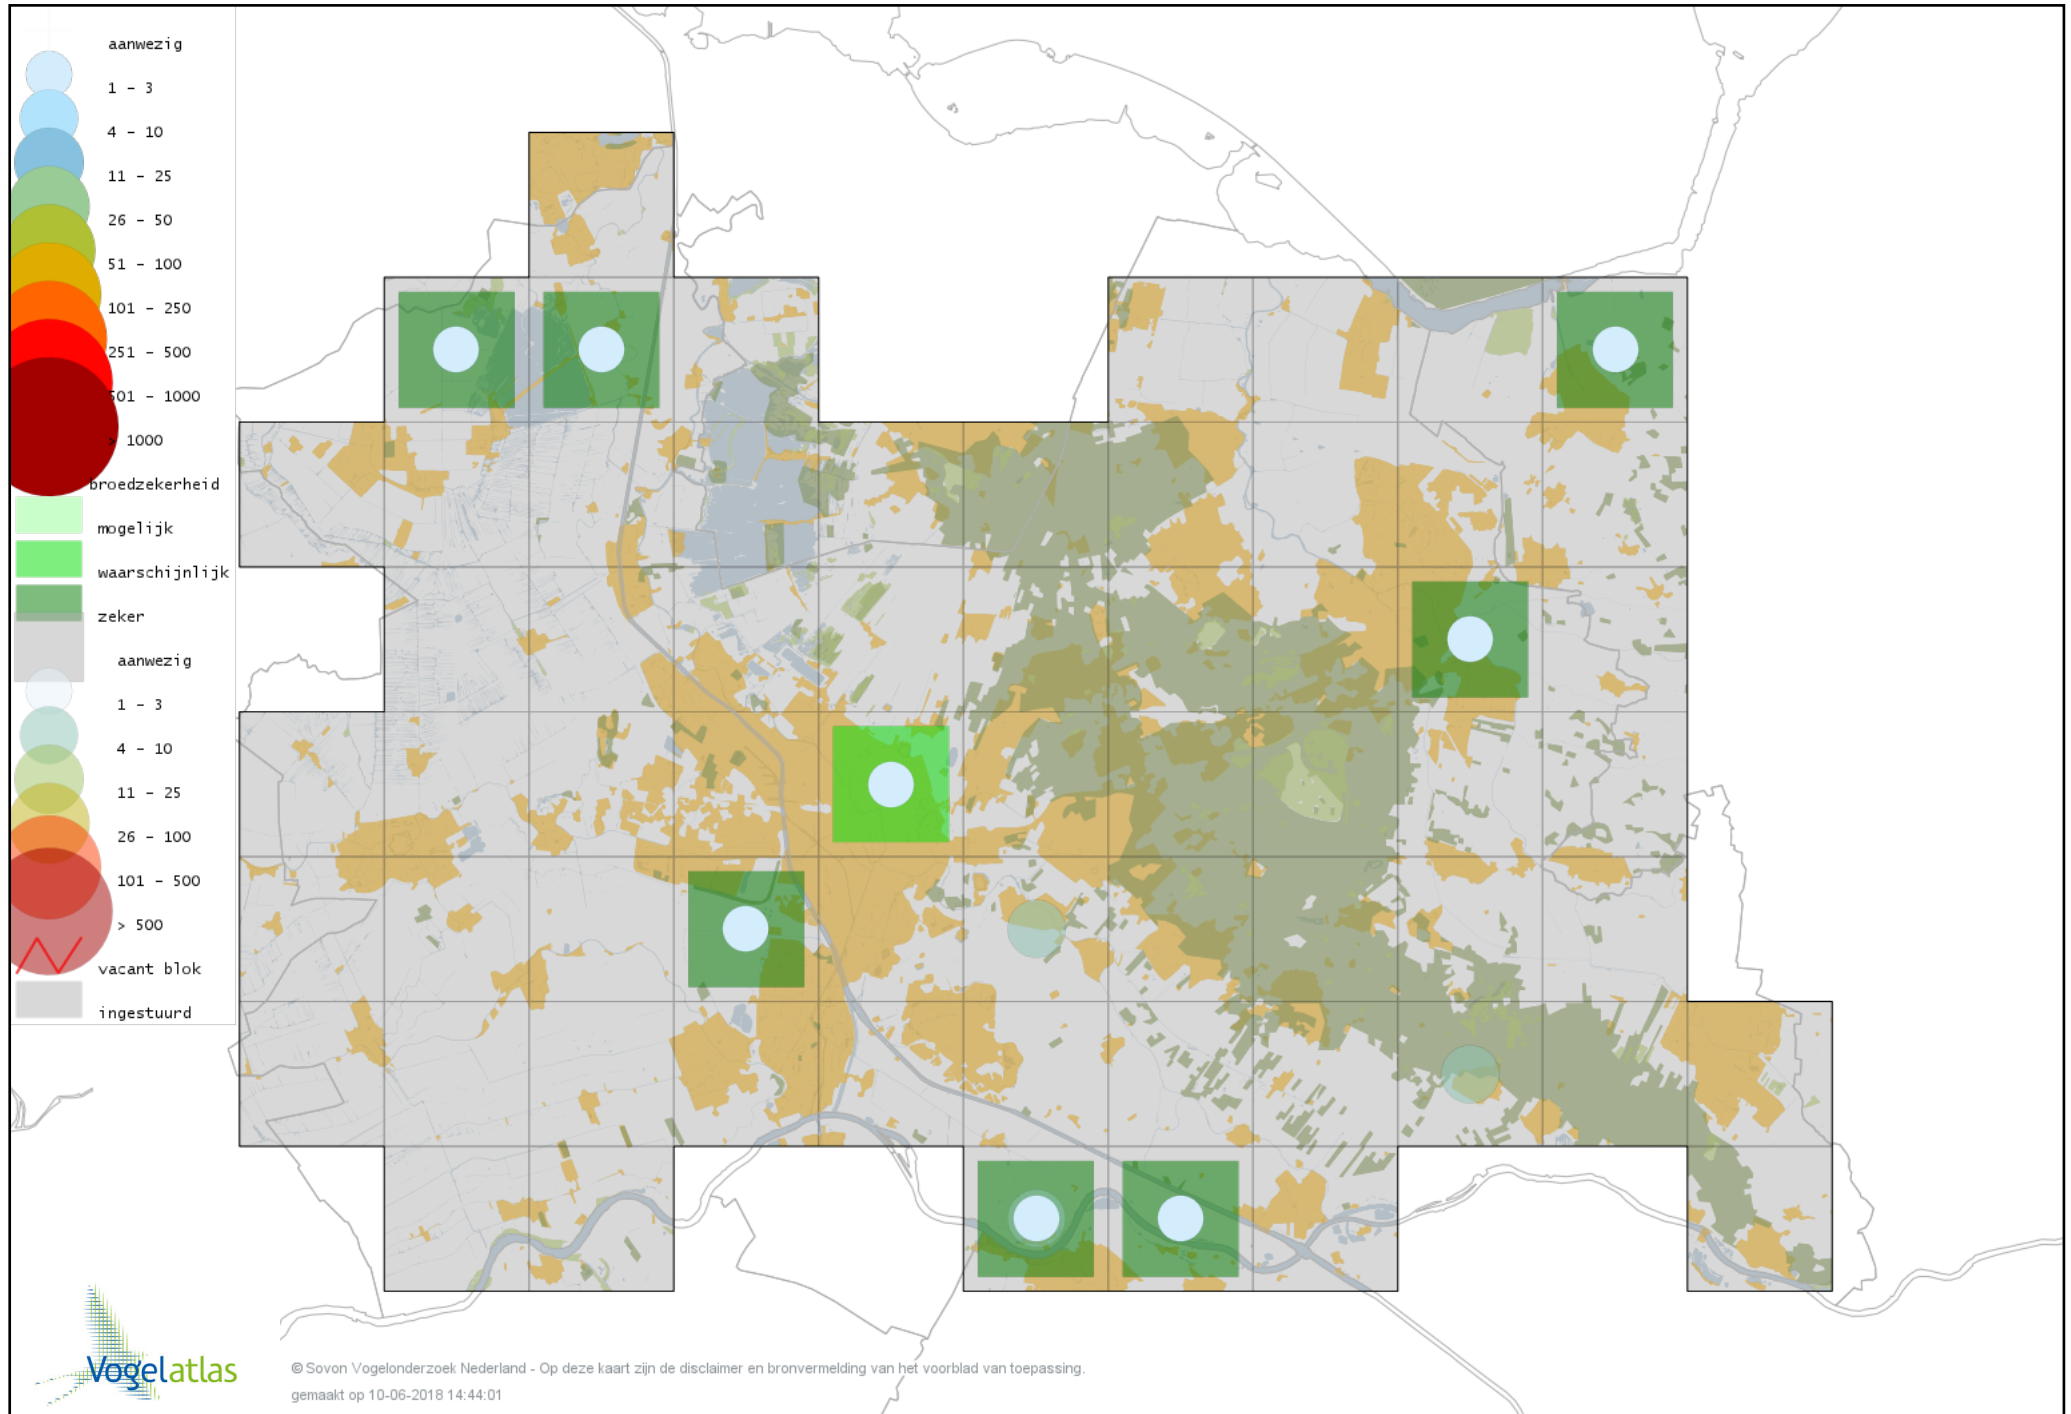 aanwezig
1 - 3
4 - 10
11 - 25
26 - 50
51 - 100
101 - 250
251 - 500
501 - 1000
> 1000
broedzekerheid
mogelijk
waarschijnlijk
zeker
aanwezig
1 - 3
4 - 10
11 - 25
26 - 100
101 - 500
> 500
vacant blok
ingestuurd
Vogelatlas
© Sovon Vogelonderzoek Nederland - Op deze kaart zijn de disclaimer en bronvermelding van het voorblad van toepassing.
gemaakt op 10-06-2018 14:44:01